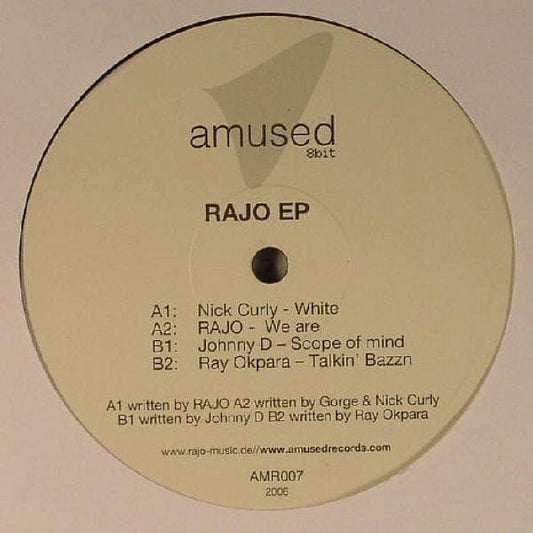 amused
8bit
RAJO EP
A1: Nick Curly - White
A2: RAJO - We are
B1: Johnny D – Scope of mind
B2: Ray Okpara – Talkin' Bazzn
A1 written by RAJO A2 written by Gorge & Nick Curly
B1 written by Johnny D B2 written by Ray Okpara
www.rajo-music.de//www.amusedrecords.com
AMR007
2006